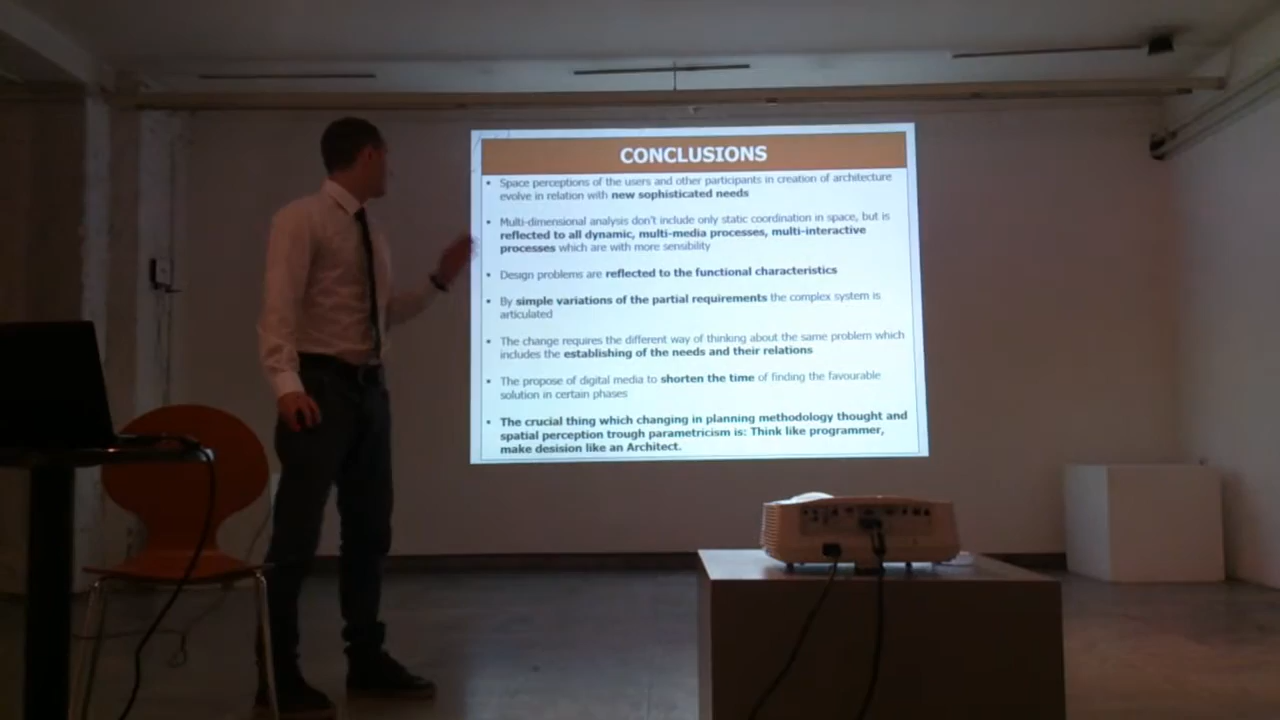 CONCLUSIONS
• Space perceptions of the users and other participants in creation of architecture
evolve in relation with new sophisticated needs
• Multi-dimensional analysis don't include only static coordination in space, but is
reflected to all dynamic, multi-media processes, multi-interactive
processes which are with more sensibility
• Design problems are reflected to the functional characteristics
• By simple variations of the partial requirements the complex system is
articulated
• The change requires the different way of thinking about the same problem which
includes the establishing of the needs and their relations
• The propose of digital media to shorten the time of finding the favourable
solution in certain phases
• The crucial thing which changing in planning methodology thought and
spatial perception trough parametricism is: Think like programmer,
make desision like an Architect.